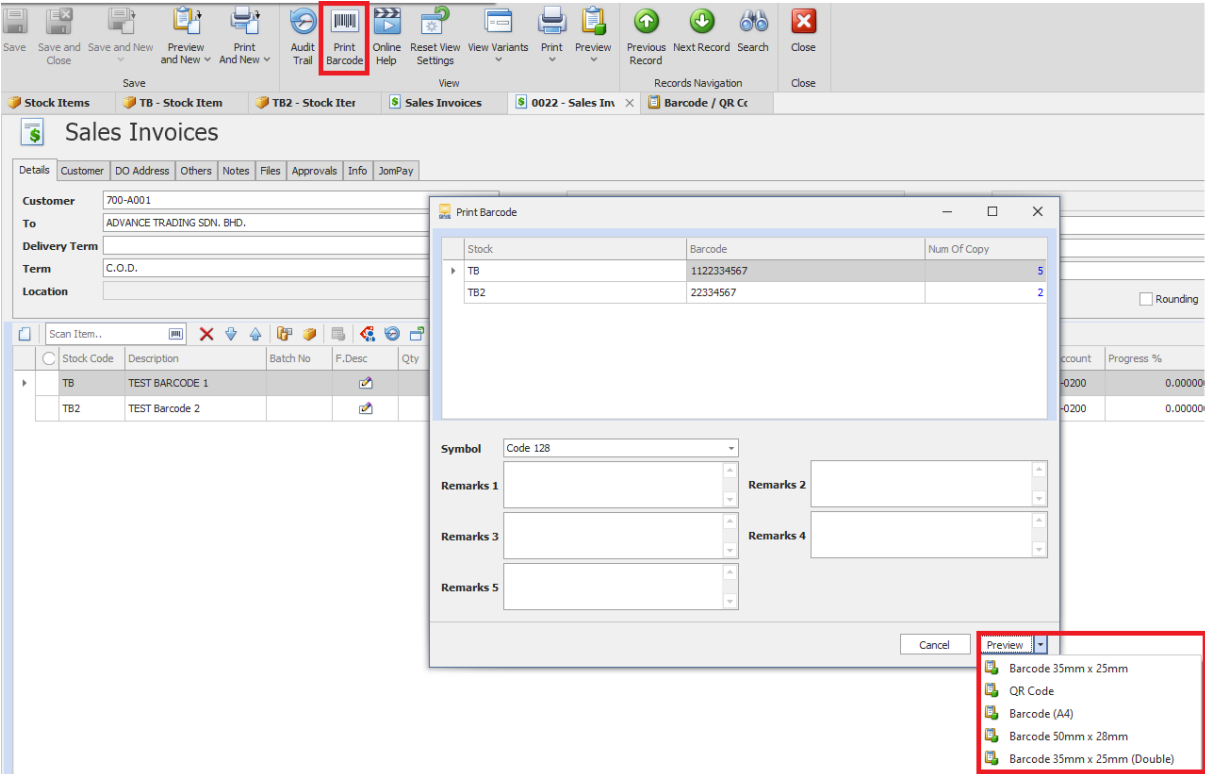 Save Save and Close Save and New Preview and New Print And New Audit Trail Print Barcode Online Help Reset View Settings View Variants Print Preview Previous Record Next Record Search Close
Save View Records Navigation Close
Stock Items TB - Stock Item TB2 - Stock Iter Sales Invoices 0022 - Sales Inv Barcode / QR Cc
Sales Invoices
Details Customer DO Address Others Notes Files Approvals Info JomPay
Customer 700-A001
To ADVANCE TRADING SDN. BHD.
Delivery Term
Term C.O.D.
Location
Rounding
Scan Item..
Stock Code Description Batch No F.Desc Qty ccount Progress %
TB TEST BARCODE 1 -0200 0.00000
TB2 TEST Barcode 2 -0200 0.00000
Print Barcode
Stock Barcode Num Of Copy
TB 1122334567 5
TB2 22334567 2
Symbol Code 128
Remarks 1 Remarks 2
Remarks 3 Remarks 4
Remarks 5
Cancel Preview
Barcode 35mm x 25mm
QR Code
Barcode (A4)
Barcode 50mm x 28mm
Barcode 35mm x 25mm (Double)